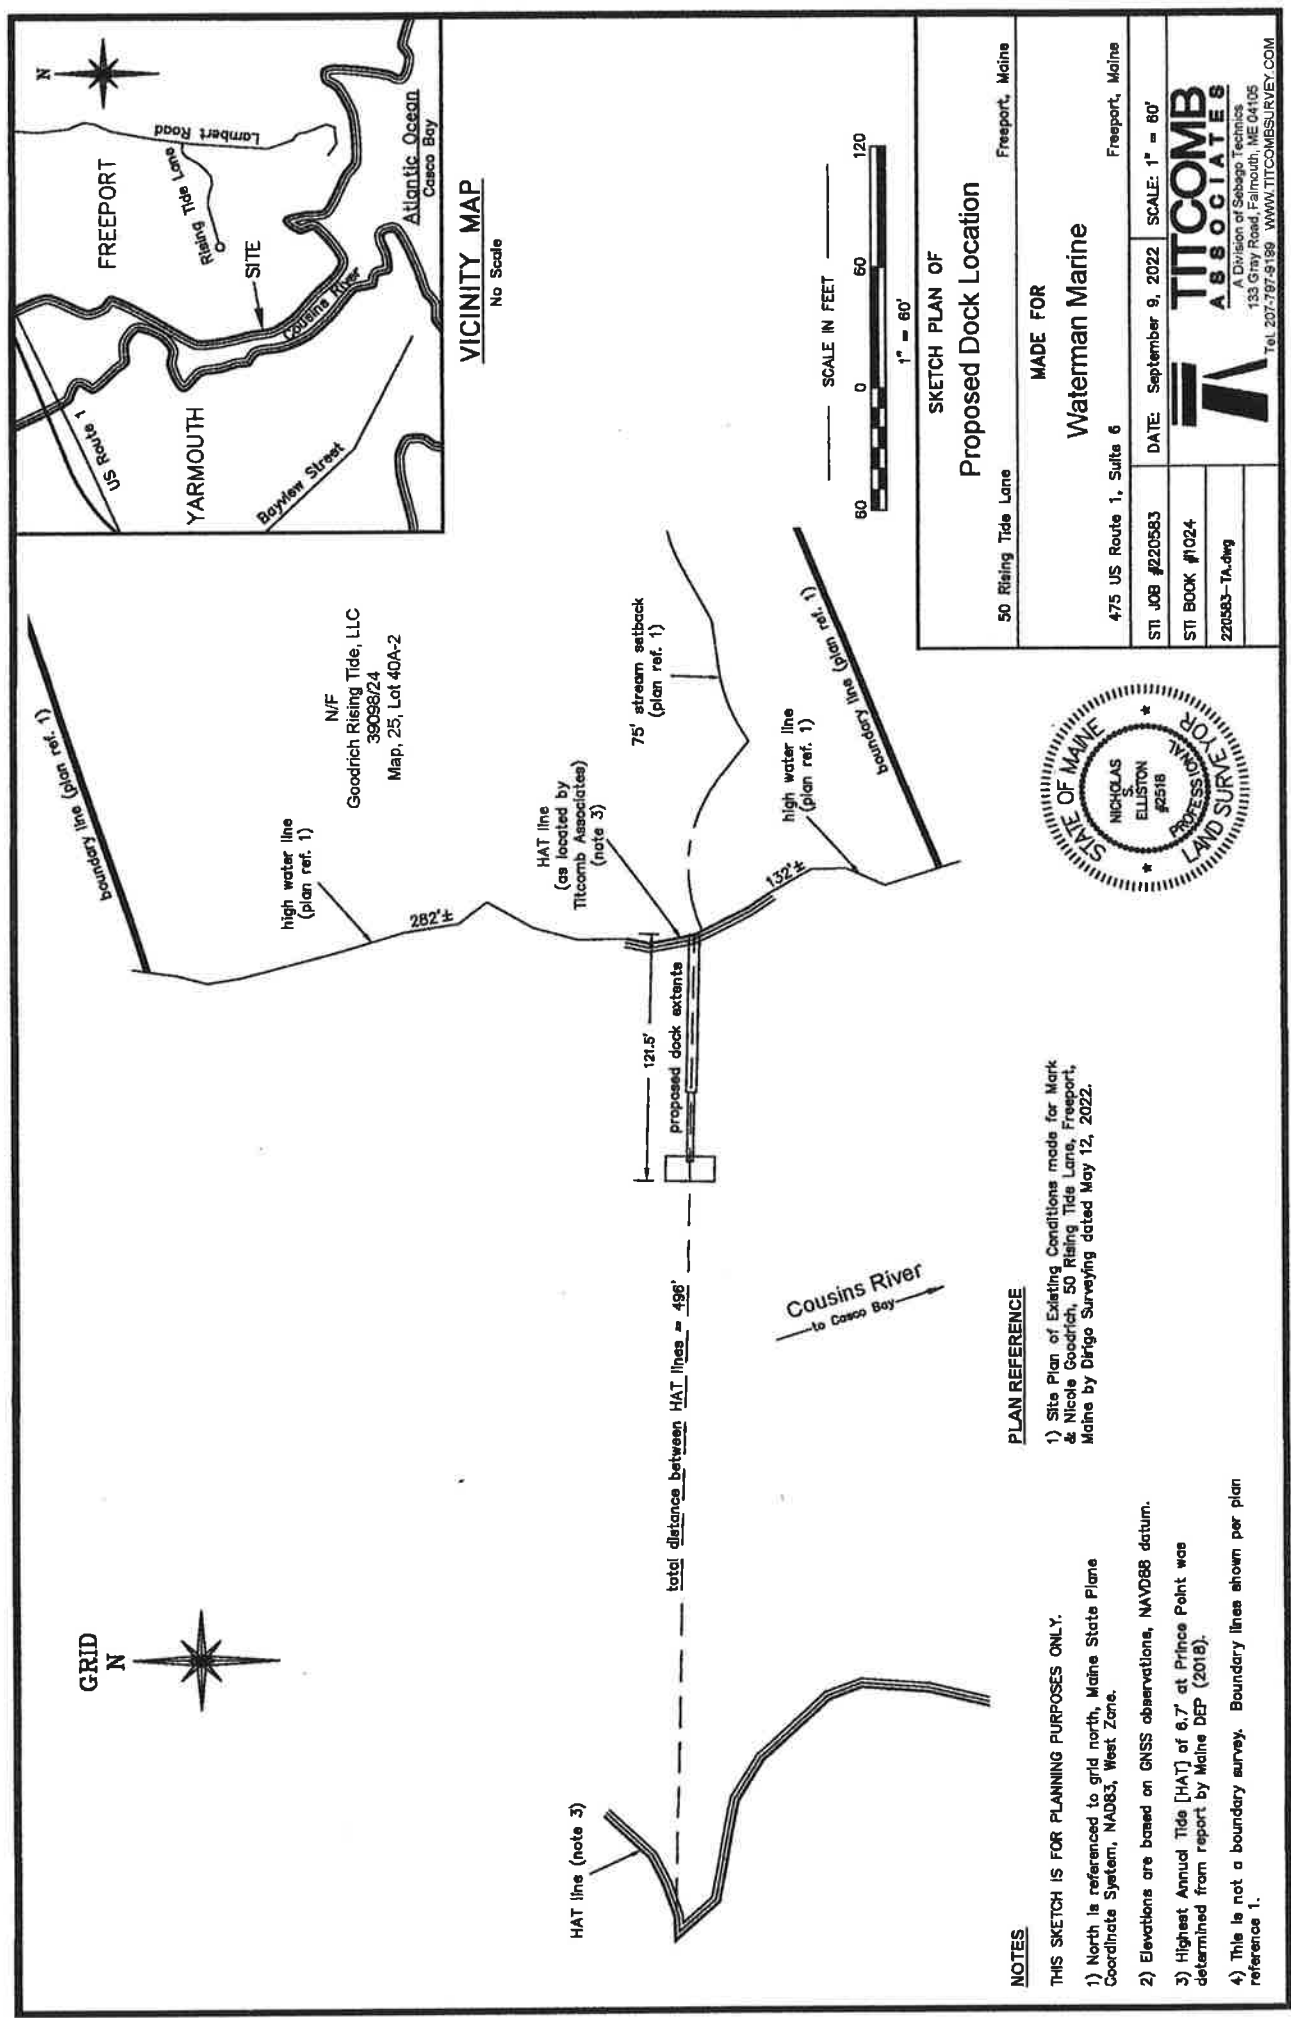 GRID
N
HAT line (note 3)
total distance between HAT lines = 496'
Cousins River
to Casco Bay
121.5'
proposed dock extents
boundary line (plan ref. 1)
high water line
(plan ref. 1)
282'±
N/F
Goodrich Rising Tide, LLC
39098/24
Map, 25, Lot 40A-2
HAT line
(as located by
Titcomb Associates)
(note 3)
75' stream setback
(plan ref. 1)
132'±
high water line
(plan ref. 1)
boundary line (plan ref. 1)
N
FREEPORT
Lambert Road
Rising Tide Lane
SITE
US Route 1
YARMOUTH
Cousins River
Bayview Street
Atlantic Ocean
Casco Bay
VICINITY MAP
No Scale
SCALE IN FEET
60 0 60 120
1" = 60'
NOTES
THIS SKETCH IS FOR PLANNING PURPOSES ONLY.
1) North is referenced to grid north, Maine State Plane
Coordinate System, NAD83, West Zone.
2) Elevations are based on GNSS observations, NAVD88 datum.
3) Highest Annual Tide [HAT] of 6.7' at Prince Point was
determined from report by Maine DEP (2018).
4) This is not a boundary survey. Boundary lines shown per plan
reference 1.
PLAN REFERENCE
1) Site Plan of Existing Conditions made for Mark
& Nicole Goodrich, 50 Rising Tide Lane, Freeport,
Maine by Dirigo Surveying dated May 12, 2022.
STATE OF MAINE
NICHOLAS
S.
ELLISTON
#2518
PROFESSIONAL
LAND SURVEYOR
SKETCH PLAN OF
Proposed Dock Location
50 Rising Tide Lane Freeport, Maine
MADE FOR
Waterman Marine
475 US Route 1, Suite 6 Freeport, Maine
STI JOB #220583
DATE: September 9, 2022
SCALE: 1" = 60'
STI BOOK #1024
220583-TA.dwg
TITCOMB
ASSOCIATES
A Division of Sebago Technics
133 Gray Road, Falmouth, ME 04105
Tel. 207-797-9199 WWW.TITCOMBSURVEY.COM